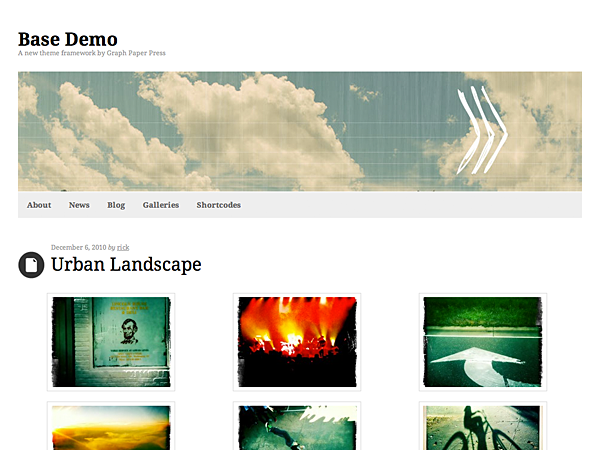 Base Demo
A new theme framework by Graph Paper Press
About News Blog Galleries Shortcodes
December 6, 2010 by rick
Urban Landscape